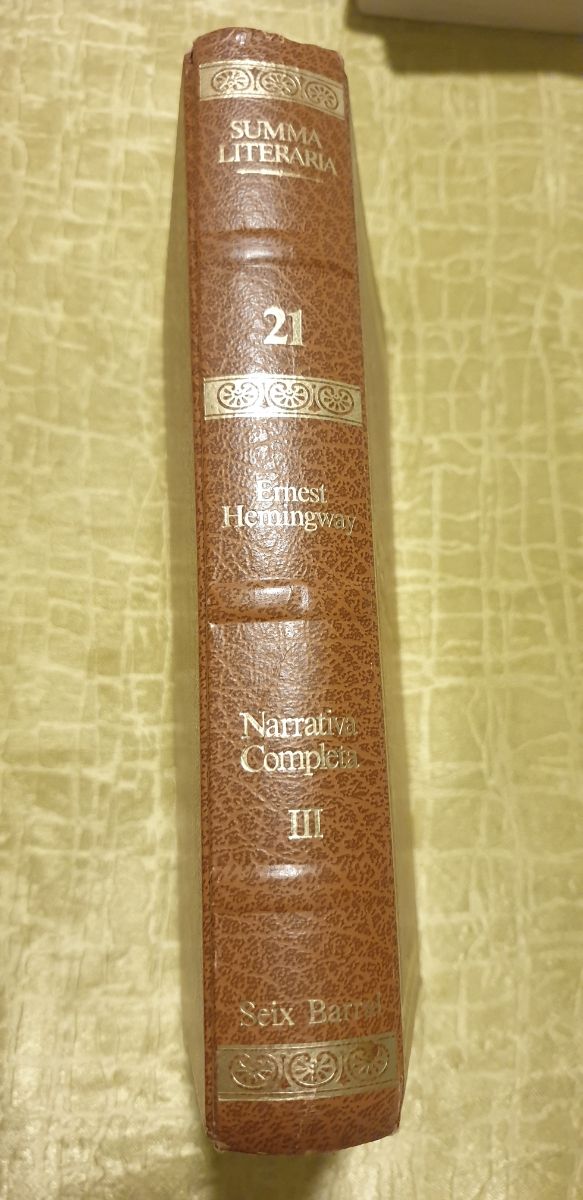 SUMMA
LITERARIA
21
Ernest
Hemingway
Narrativa
Completa
III
Seix Barral